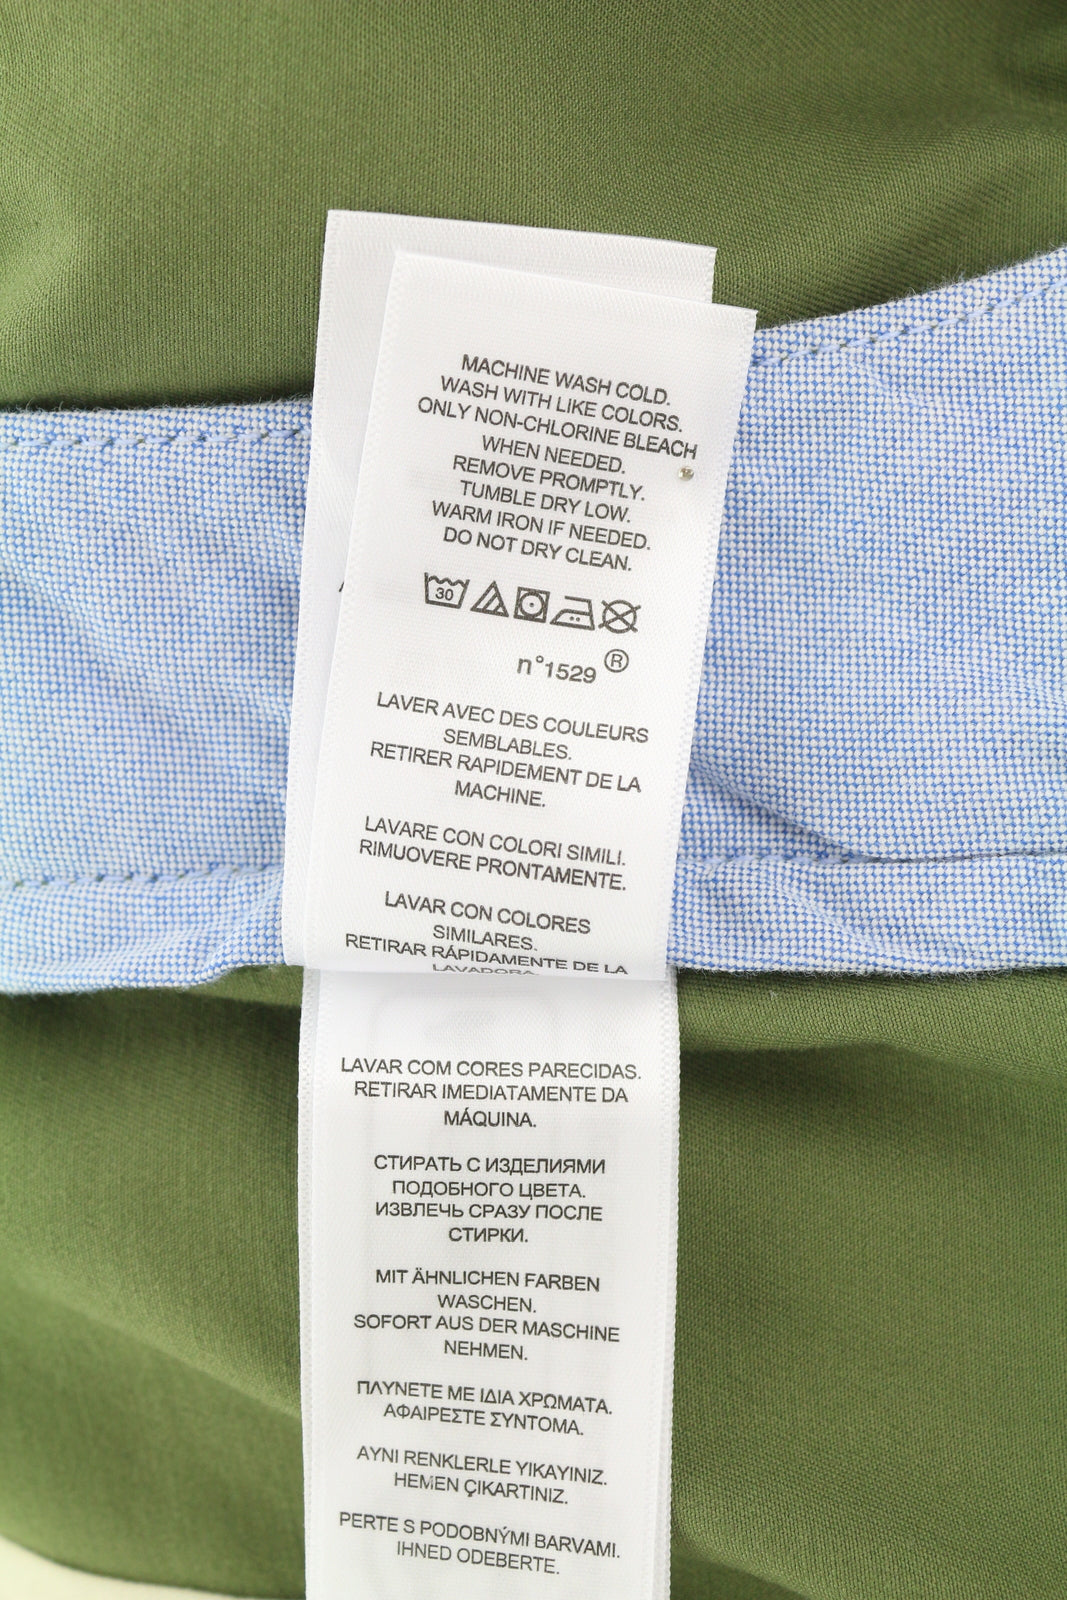 MACHINE WASH COLD.
WASH WITH LIKE COLORS.
ONLY NON-CHLORINE BLEACH
WHEN NEEDED.
REMOVE PROMPTLY.
TUMBLE DRY LOW.
WARM IRON IF NEEDED.
DO NOT DRY CLEAN.
30
n°1529®
LAVER AVEC DES COULEURS
SEMBLABLES.
RETIRER RAPIDEMENT DE LA
MACHINE.
LAVARE CON COLORI SIMILI.
RIMUOVERE PRONTAMENTE.
LAVAR CON COLORES
SIMILARES.
RETIRAR RÁPIDAMENTE DE LA
LAVADORA
LAVAR COM CORES PARECIDAS.
RETIRAR IMEDIATAMENTE DA
MÁQUINA.
СТИРАТЬ С ИЗДЕЛИЯМИ
ПОДОБНОГО ЦВЕТА.
ИЗВЛЕЧЬ СРАЗУ ПОСЛЕ
СТИРКИ.
MIT ÄHNLICHEN FARBEN
WASCHEN.
SOFORT AUS DER MASCHINE
NEHMEN.
ΠΛΥΝΕΤΕ ΜΕ ΙΔΙΑ ΧΡΩΜΑΤΑ.
ΑΦΑΙΡΕΣΤΕ ΣΥΝΤΟΜΑ.
AYNI RENKLERLE YIKAYINIZ.
HEMEN ÇIKARTINIZ.
PERTE S PODOBNÝMI BARVAMI.
IHNED ODEBERTE.